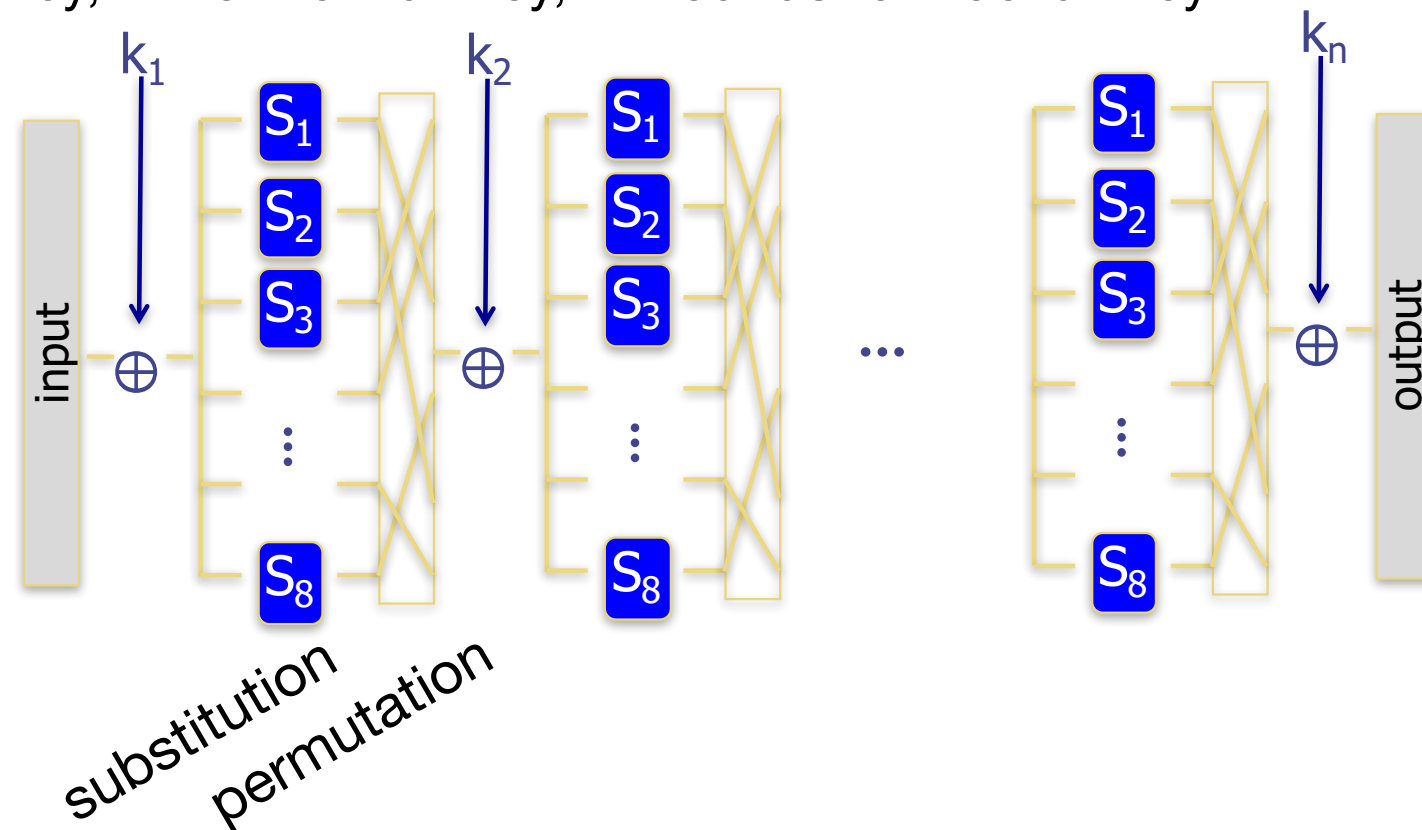 k1
k2
kn
S1
S1
S1
S2
S2
S2
S3
S3
S3
input
...
output
S8
S8
S8
substitution
permutation